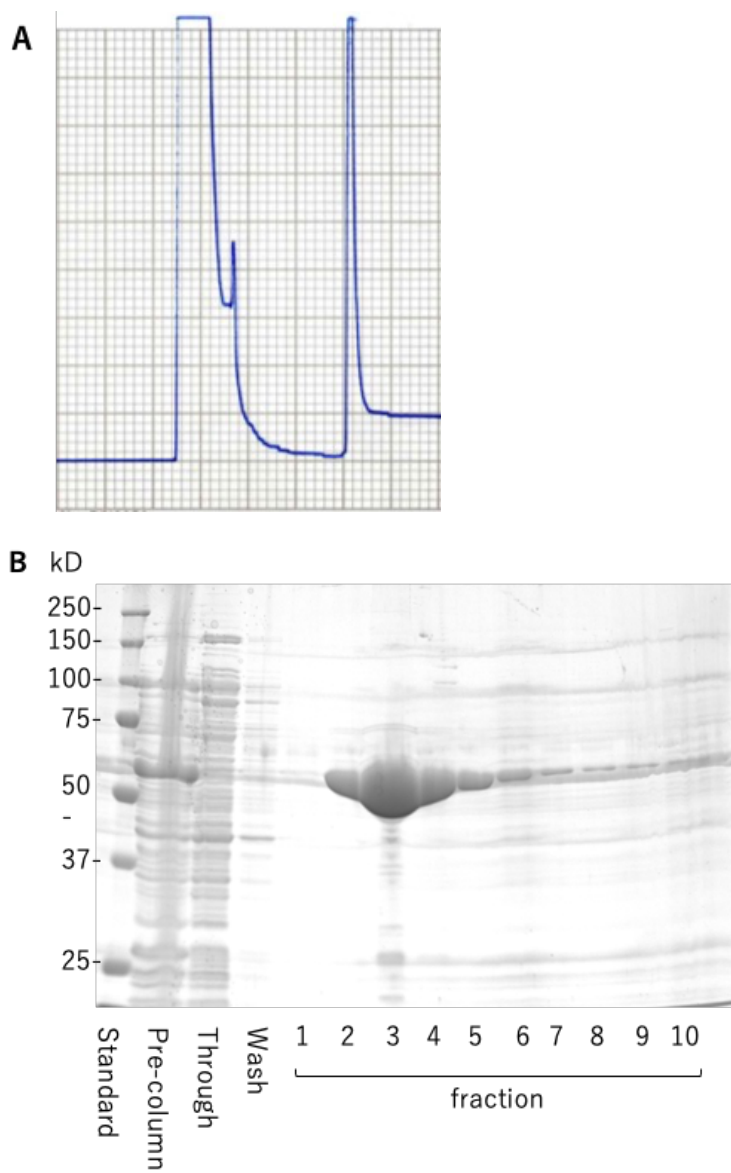 A
B kD
250-
150-
100-
75-
50
-
37-
25-
Standard
Pre-column
Through
Wash
1 2 3 4 5 6 7 8 9 10
fraction